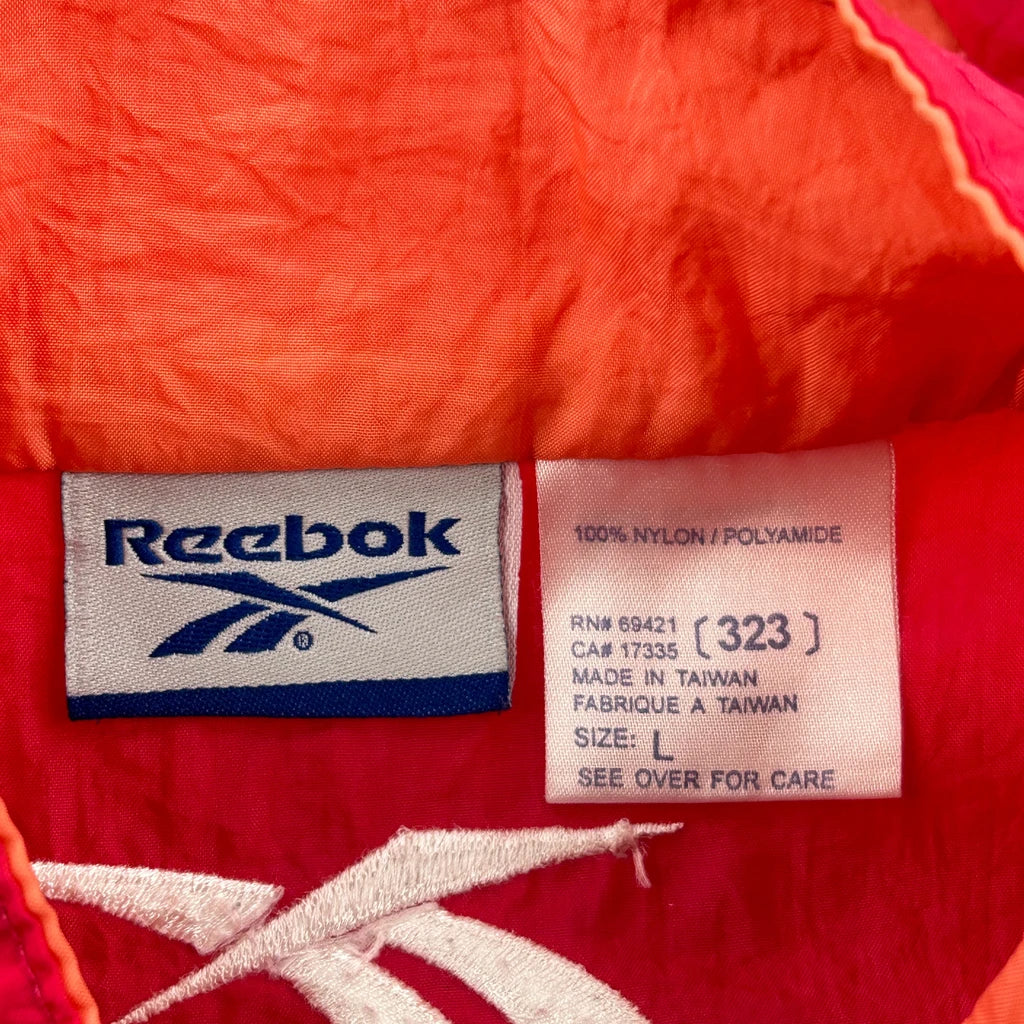 Reebok
®
100% NYLON / POLYAMIDE
RN# 69421
CA# 17335
[323]
MADE IN TAIWAN
FABRIQUE A TAIWAN
SIZE: L
SEE OVER FOR CARE